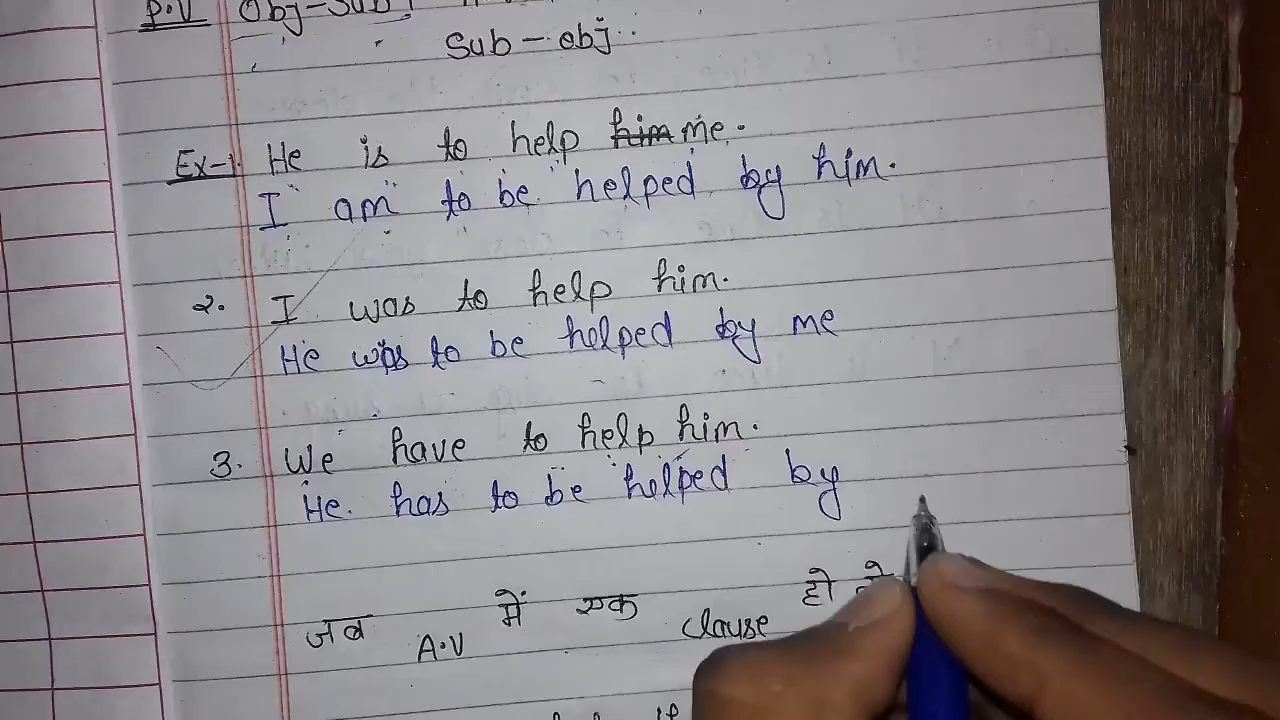 P.V Obj-Sub
Sub - obj
Ex-1. He is to help him me.
I am to be helped by him.
2. I was to help him.
He was to be helped by me
3. We have to help him.
He. has to be helped by
जब A.V में एक clause हो